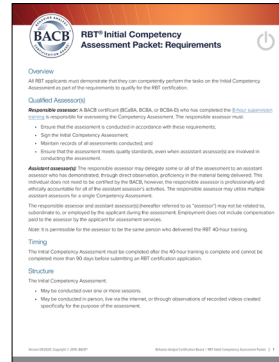 BACB®
RBT® Initial Competency
Assessment Packet: Requirements
Overview
All RBT applicants must demonstrate that they can competently perform the tasks on the Initial Competency
Assessment as part of the requirements to qualify for the RBT certification.
Qualified Assessor(s)
Responsible assessor: A BACB certificant (BCaBA, BCBA, or BCBA-D) who has completed the 8-hour supervision
training is responsible for overseeing the Competency Assessment. The responsible assessor must:
• Ensure that the assessment is conducted in accordance with these requirements;
• Sign the Initial Competency Assessment;
• Maintain records of all assessments conducted; and
• Ensure that the assessment meets quality standards, even when assistant assessor(s) are involved in
conducting the assessment.
Assistant assessor(s): The responsible assessor may delegate some or all of the assessment to an assistant
assessor who has demonstrated, through direct observation, proficiency in the material being delivered. This
individual does not need to be certified by the BACB, however, the responsible assessor is professionally and
ethically accountable for all of the assistant assessor's activities. The responsible assessor may utilize multiple
assistant assessors for a single Competency Assessment.
The responsible assessor and assistant assessor(s) (hereafter referred to as "assessor") may not be related to,
subordinate to, or employed by the applicant during the assessment. Employment does not include compensation
paid to the assessor by the applicant for assessment services.
Note: It is permissible for the assessor to be the same person who delivered the RBT 40-hour training.
Timing
The Initial Competency Assessment must be completed after the 40-hour training is complete and cannot be
completed more than 90 days before submitting an RBT certification application.
Structure
The Initial Competency Assessment:
• May be conducted over one or more sessions.
• May be conducted in person, live via the internet, or through observations of recorded videos created
specifically for the purpose of the assessment.